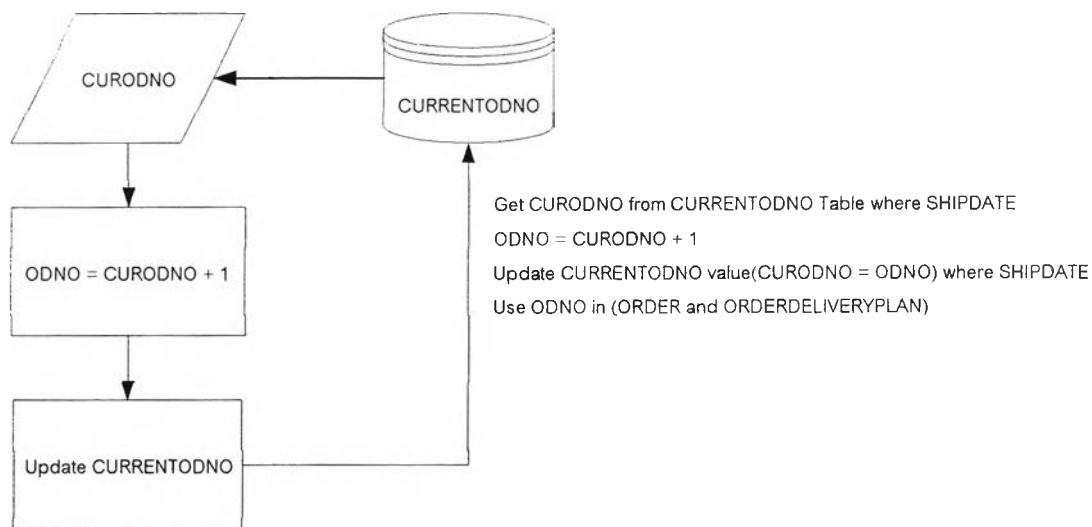 CURODNO
CURRENTODNO
ODNO = CURODNO + 1
Update CURRENTODNO
Get CURODNO from CURRENTODNO Table where SHIPDATE
ODNO = CURODNO + 1
Update CURRENTODNO value(CURODNO = ODNO) where SHIPDATE
Use ODNO in (ORDER and ORDERDELIVERYPLAN)